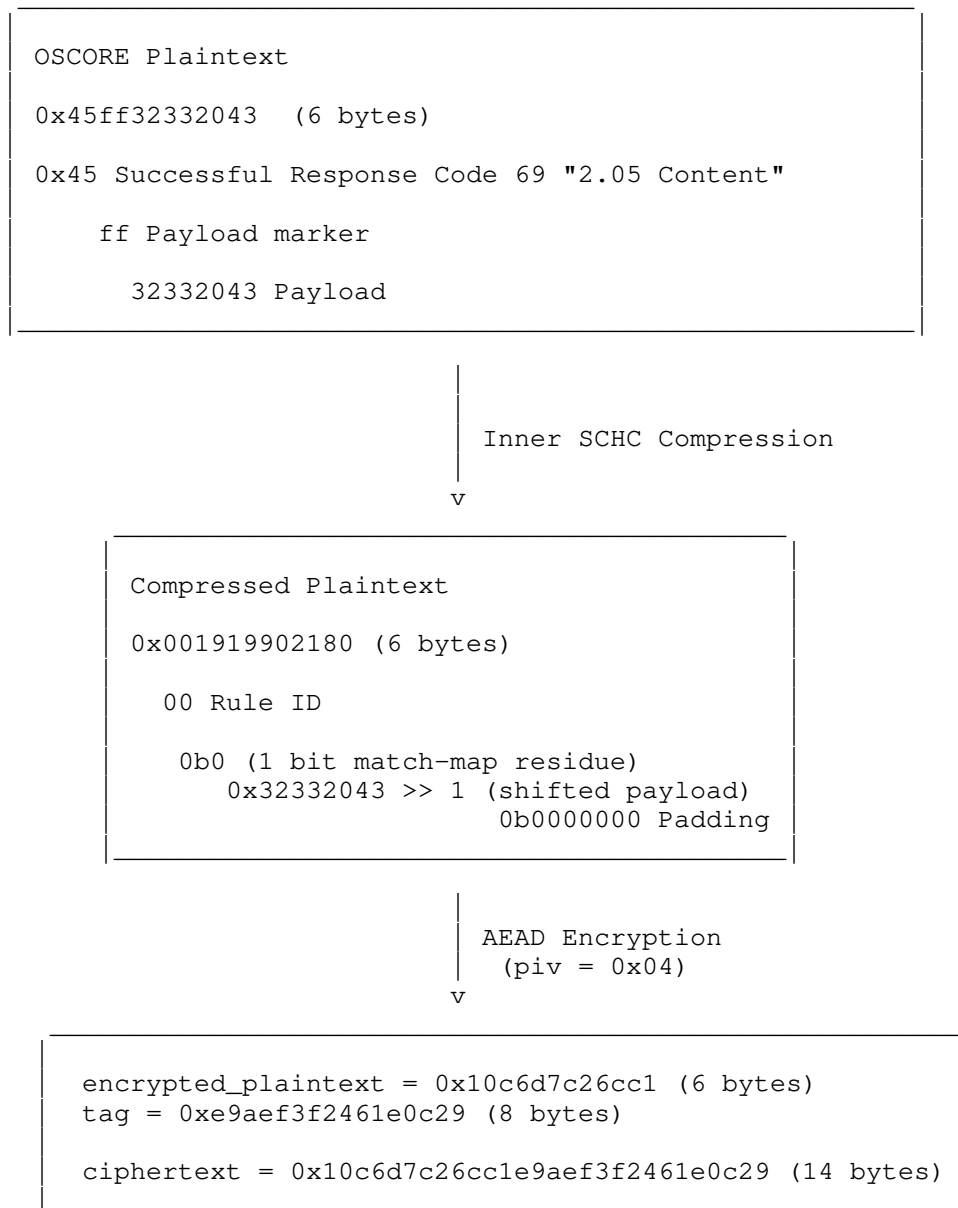 OSCORE Plaintext
0x45ff32332043  (6 bytes)
0x45 Successful Response Code 69 "2.05 Content"
ff Payload marker
32332043 Payload
Inner SCHC Compression
v
Compressed Plaintext
0x001919902180 (6 bytes)
00 Rule ID
0b0 (1 bit match-map residue)
0x32332043 >> 1 (shifted payload)
0b0000000 Padding
AEAD Encryption
(piv = 0x04)
v
encrypted_plaintext = 0x10c6d7c26cc1 (6 bytes)
tag = 0xe9aef3f2461e0c29 (8 bytes)
ciphertext = 0x10c6d7c26cc1e9aef3f2461e0c29 (14 bytes)